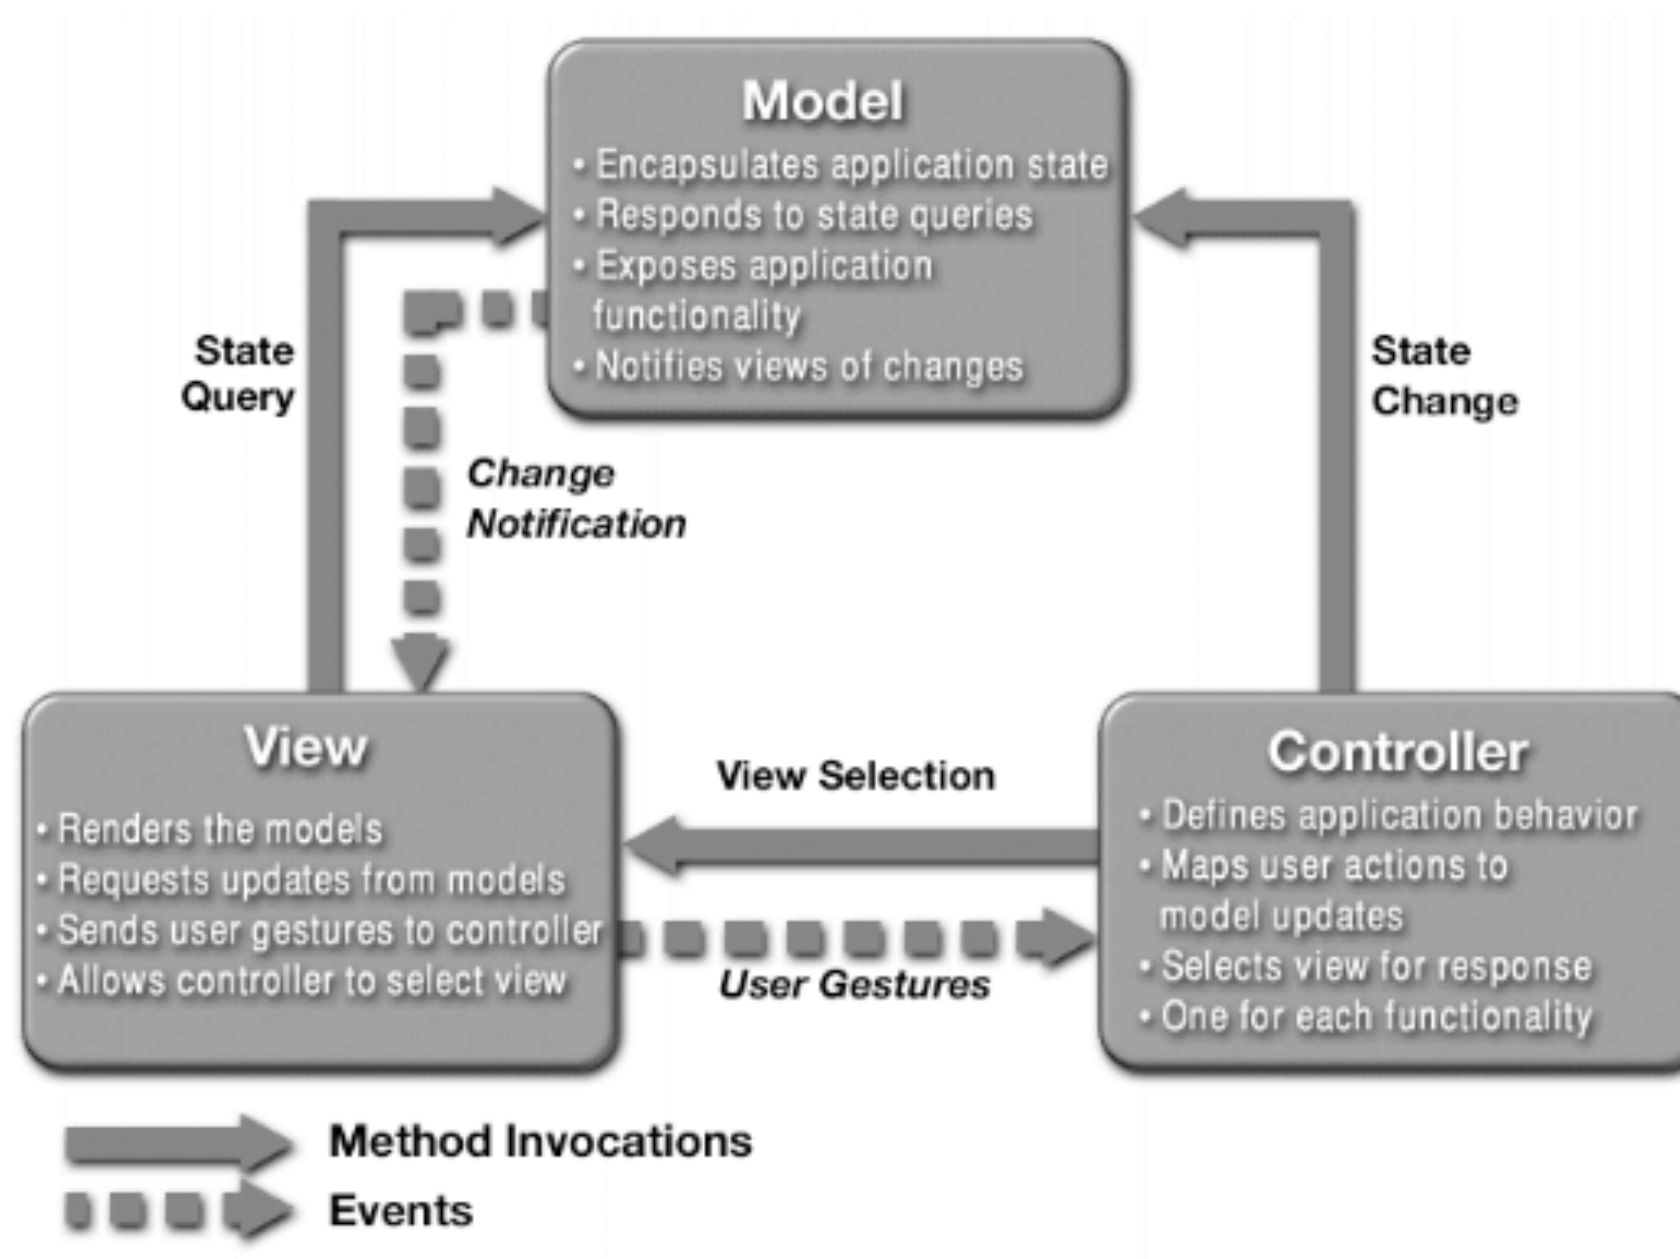 Model
• Encapsulates application state
• Responds to state queries
• Exposes application
functionality
• Notifies views of changes
State
Query
Change
Notification
State
Change
View
• Renders the models
• Requests updates from models
• Sends user gestures to controller
• Allows controller to select view
View Selection
User Gestures
Controller
• Defines application behavior
• Maps user actions to
model updates
• Selects view for response
• One for each functionality
Method Invocations
Events